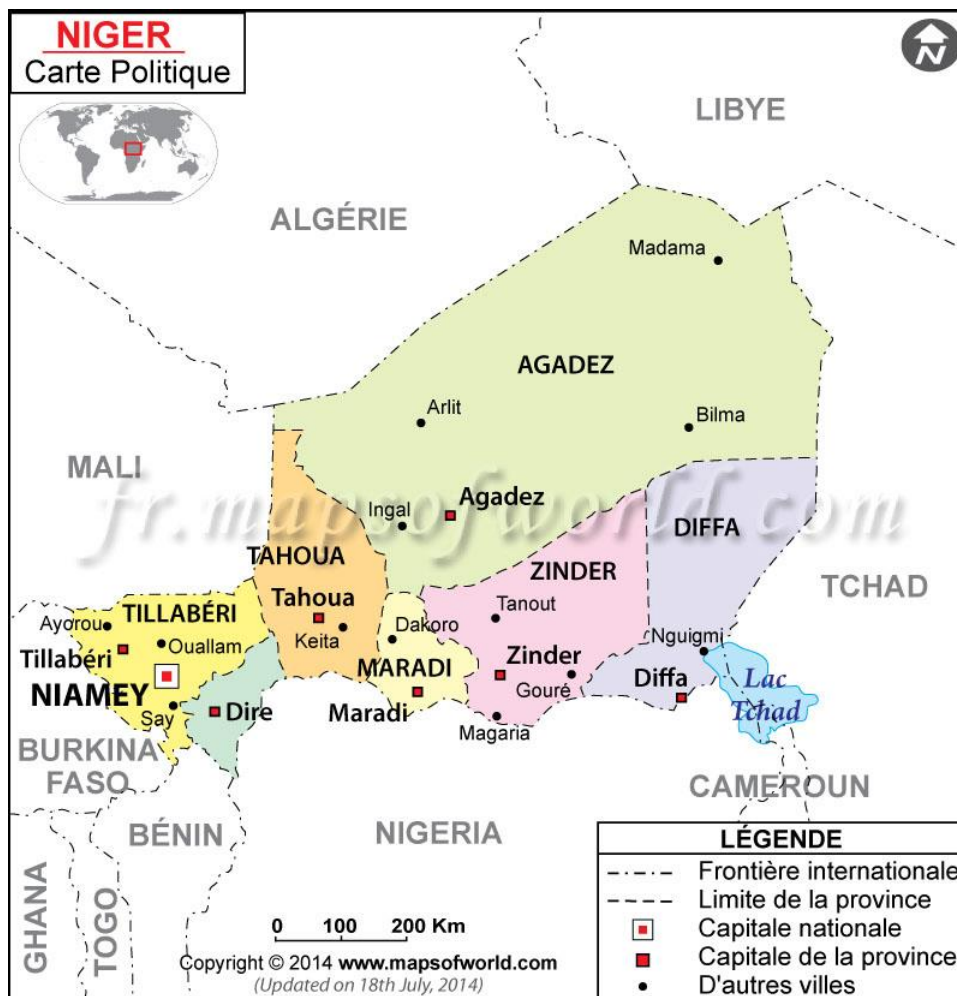 NIGER
Carte Politique
N
LIBYE
ALGÉRIE
Madama
AGADEZ
Arlit
Bilma
MALI
fr.mapsofworld.com
Agadez
Ingal
DIFFA
TAHOUA
ZINDER
TCHAD
Tahoua
Tanout
TILLABÉRI
Ayorou
Keita
Dakoro
Nguigmi
Ouallam
Tillabéri
MARADI
Zinder
Gouré
Diffa
Lac
Tchad
NIAMEY
Say
Dire
Maradi
Magaria
BURKINA
FASO
CAMEROUN
BÉNIN
NIGERIA
GHANA
TOGO
LÉGENDE
Frontière internationale
Limite de la province
Capitale nationale
Capitale de la province
D'autres villes
0 100 200 Km
Copyright © 2014 www.mapsofworld.com
(Updated on 18th July, 2014)